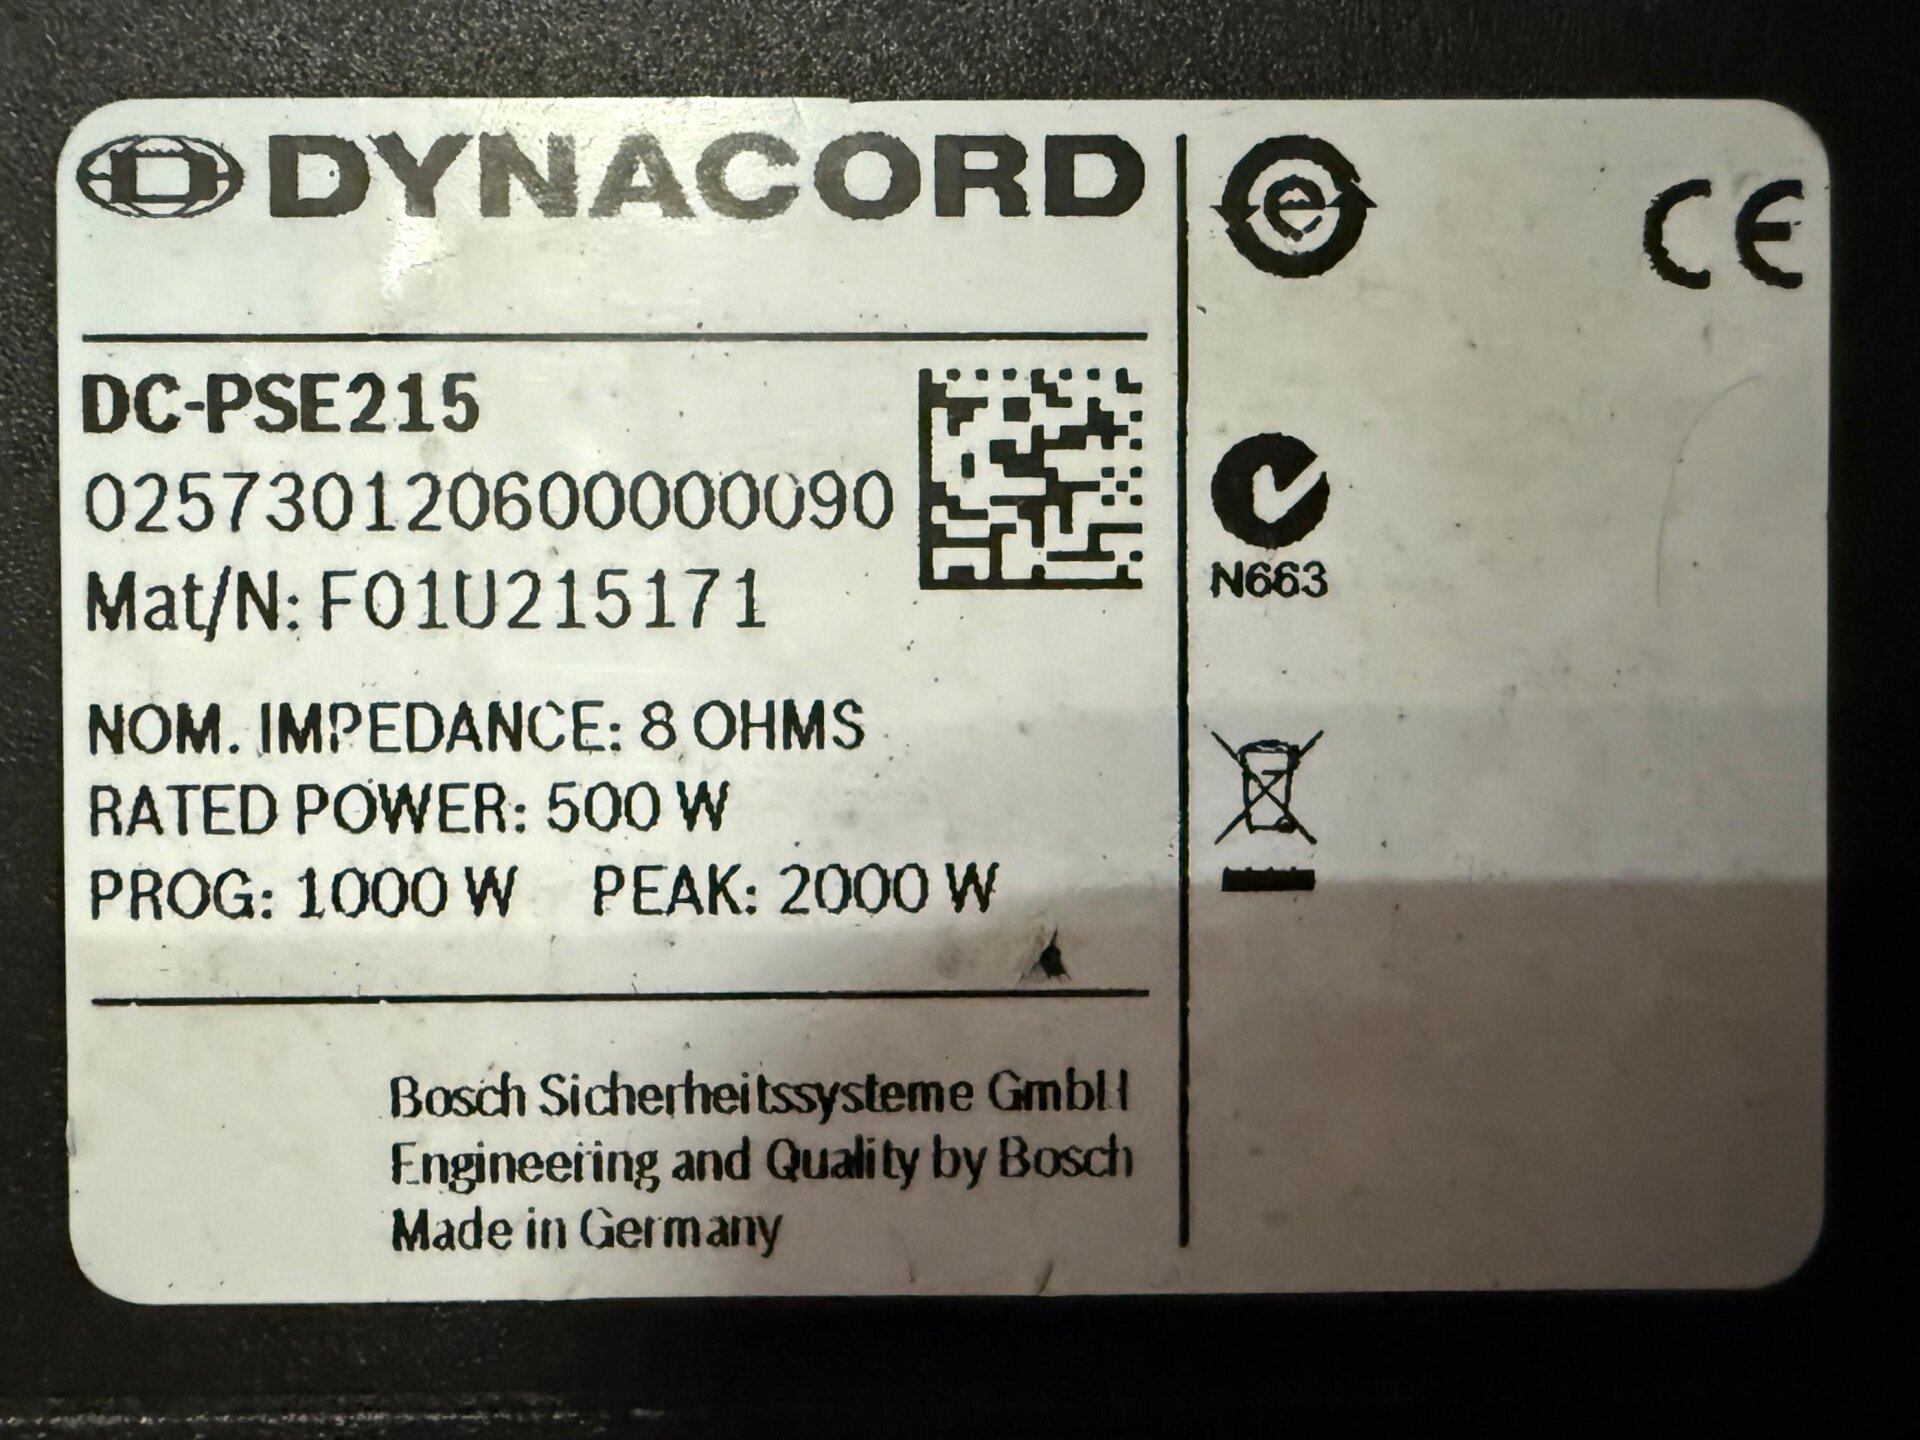 DYNACORD
DC-PSE215
025730120600000090
Mat/N: F01U215171
NOM. IMPEDANCE: 8 OHMS
RATED POWER: 500 W
PROG: 1000 W PEAK: 2000 W
Bosch Sicherheitssysteme GmbH
Engineering and Quality by Bosch
Made in Germany
e
CE
N663